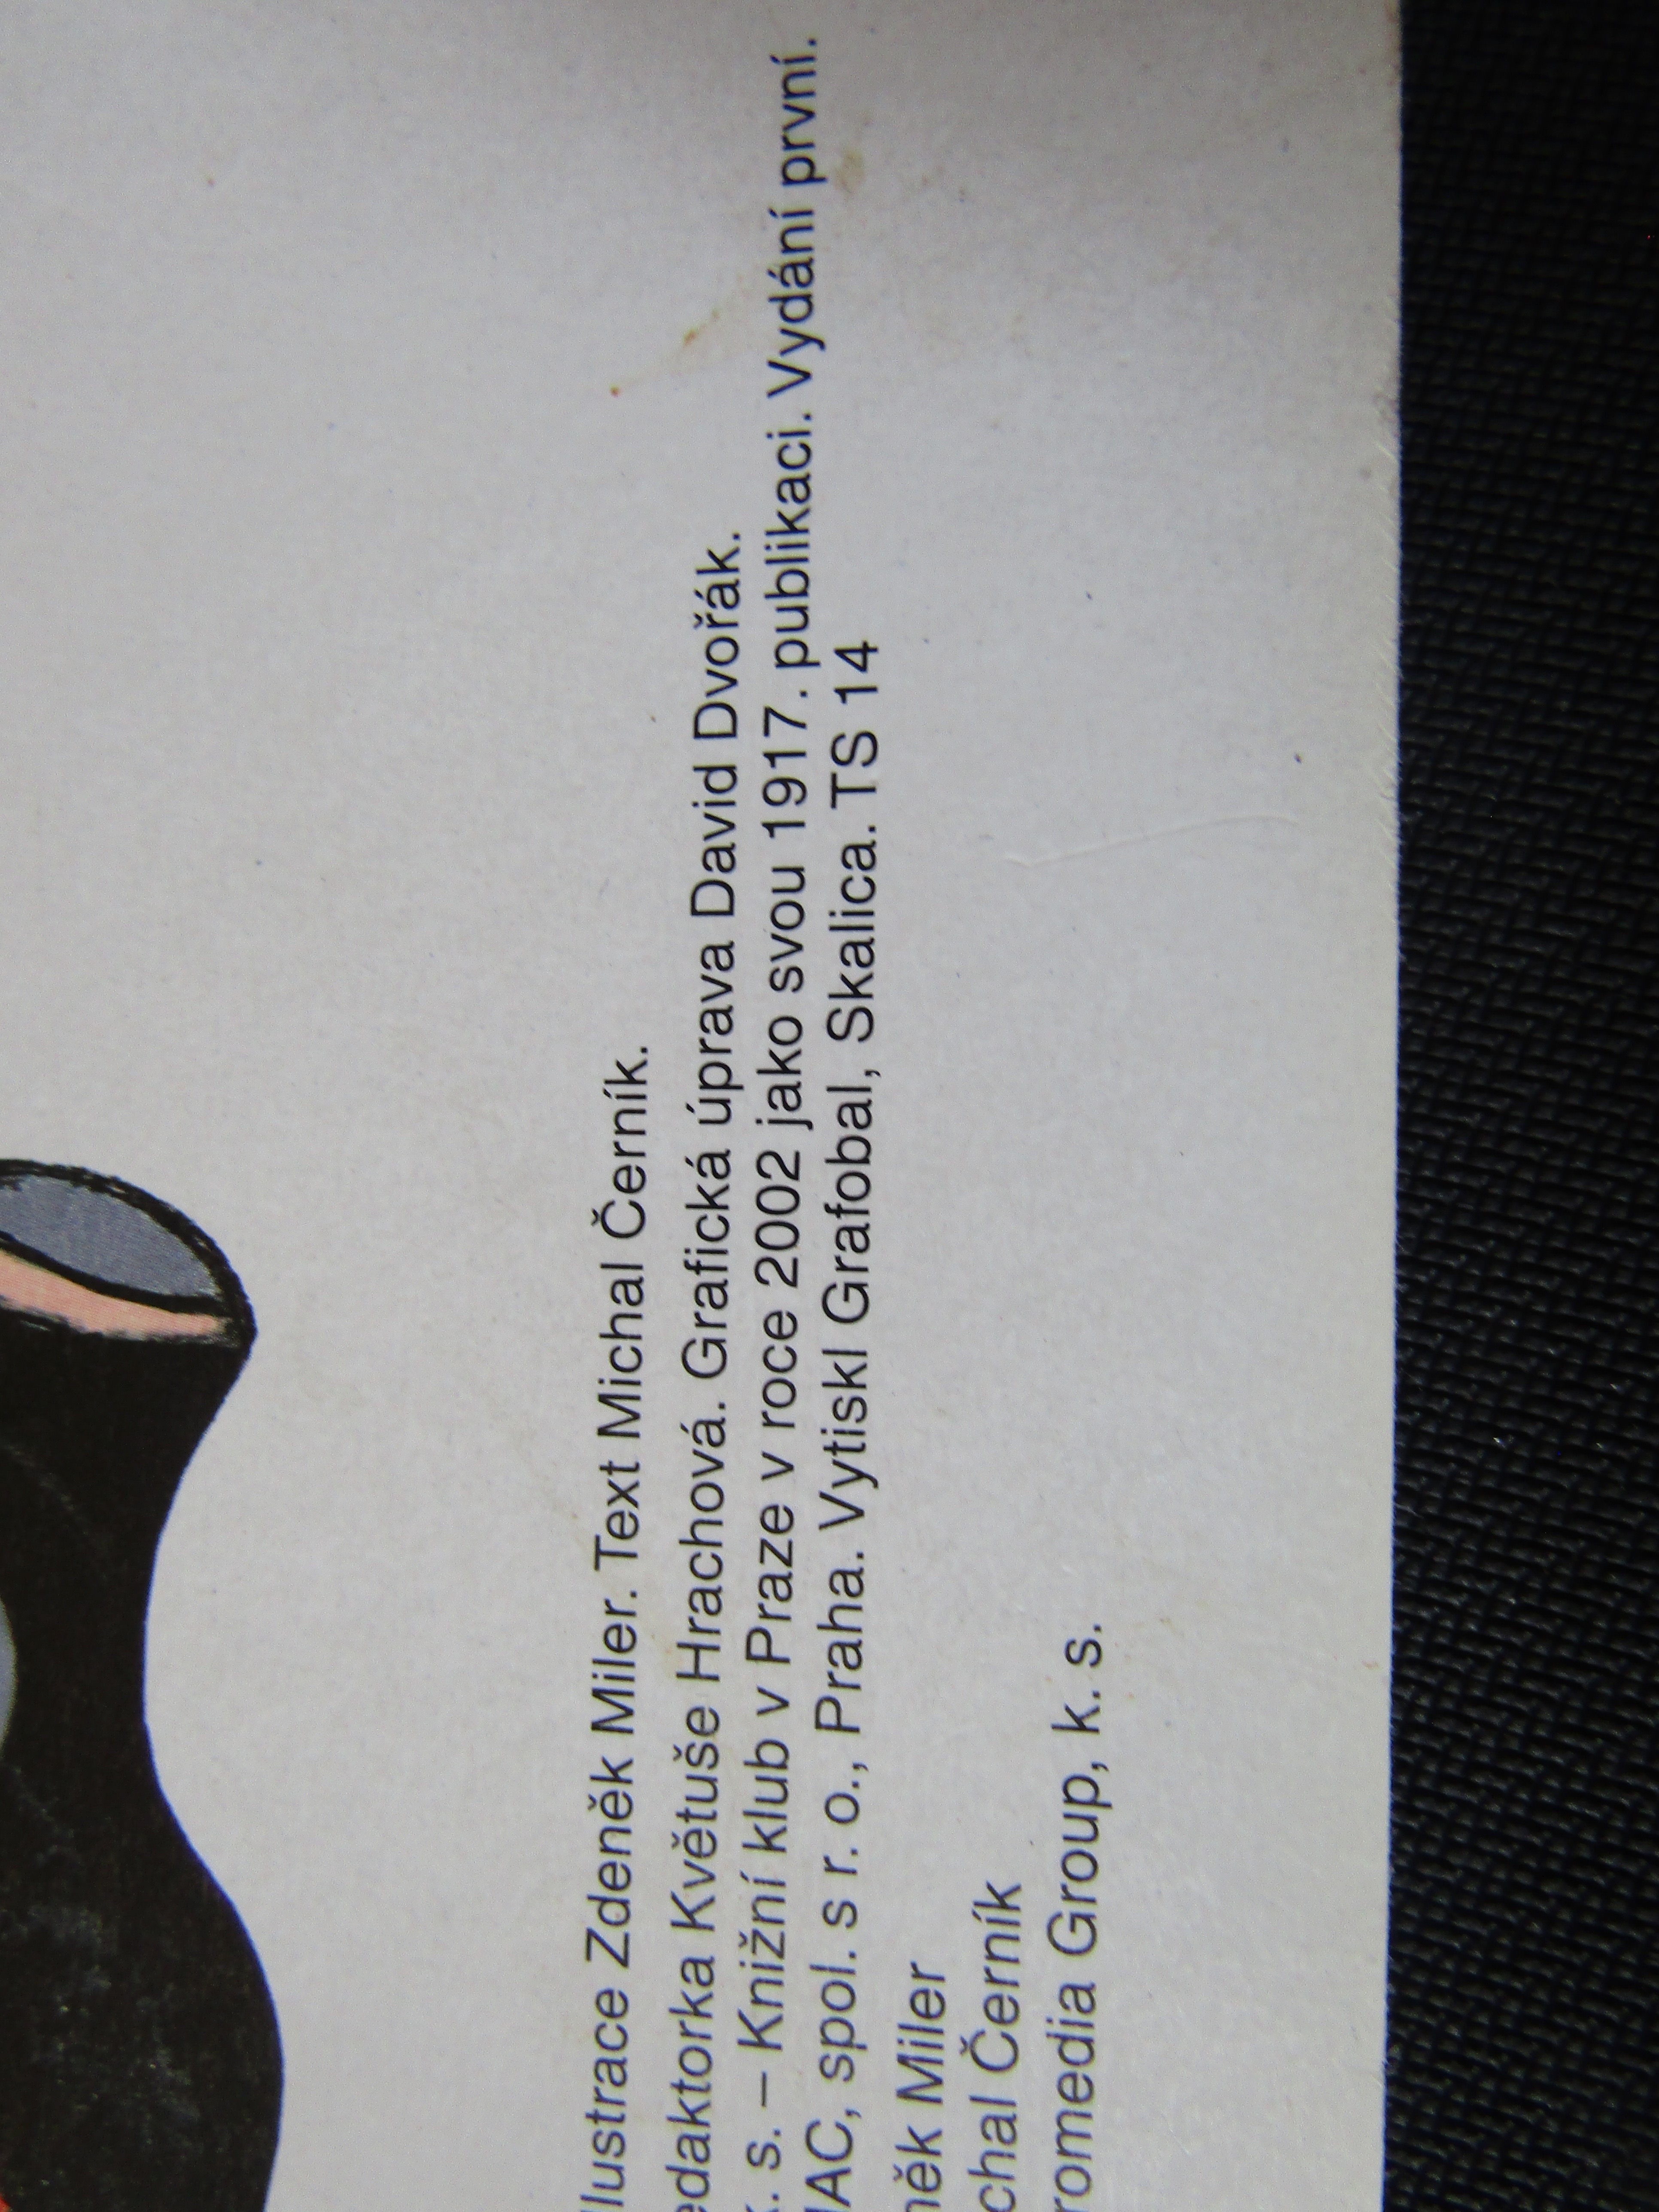 lustrace Zdeněk Miler. Text Michal Černík.
edaktorka Květuše Hrachová. Grafická úprava David Dvořák.
k. s. – Knižní klub v Praze v roce 2002 jako svou 1917. publikaci. Vydání první.
AC, spol. s r. o., Praha. Vytiskl Grafobal, Skalica. TS 14
něk Miler
chal Černík
romedia Group, k. s.